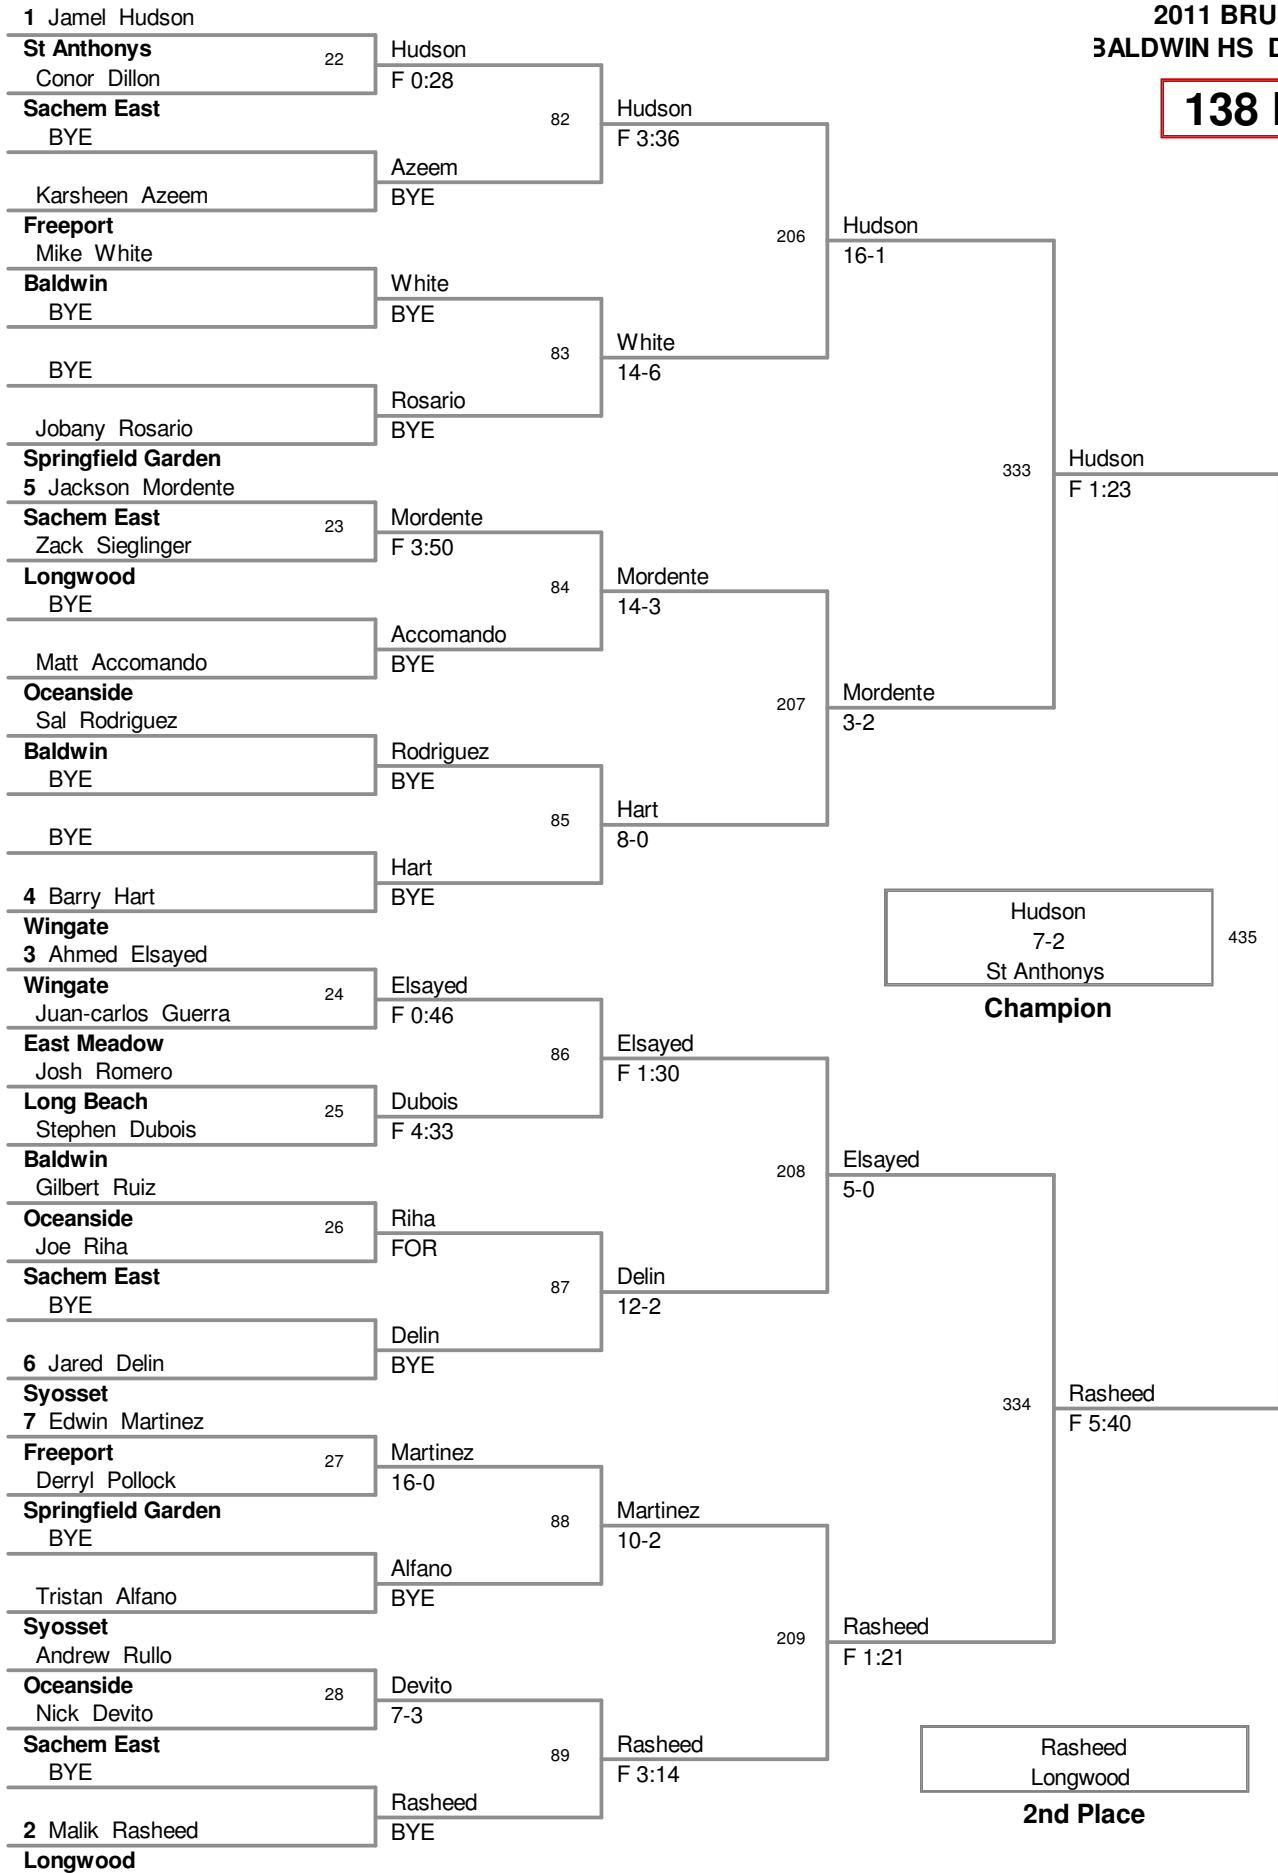 1 Jamel Hudson
St Anthonys
Conor Dillon
Sachem East
BYE
Karsheen Azeem
Freeport
Mike White
Baldwin
BYE
BYE
Jobany Rosario
Springfield Garden
5 Jackson Mordente
Sachem East
Zack Sieglinger
Longwood
BYE
Matt Accomando
Oceanside
Sal Rodriguez
Baldwin
BYE
BYE
4 Barry Hart
Wingate
3 Ahmed Elsayed
Wingate
Juan-carlos Guerra
East Meadow
Josh Romero
Long Beach
Stephen Dubois
Baldwin
Gilbert Ruiz
Oceanside
Joe Riha
Sachem East
BYE
6 Jared Delin
Syosset
7 Edwin Martinez
Freeport
Derryl Pollock
Springfield Garden
BYE
Tristan Alfano
Syosset
Andrew Rullo
Oceanside
Nick Devito
Sachem East
BYE
2 Malik Rasheed
Longwood
22
23
24
25
26
27
28
Hudson
F 0:28
Azeem
BYE
White
BYE
Rosario
BYE
Mordente
F 3:50
Accomando
BYE
Rodriguez
BYE
Hart
BYE
Elsayed
F 0:46
Dubois
F 4:33
Riha
FOR
Delin
BYE
Martinez
16-0
Alfano
BYE
Devito
7-3
Rasheed
BYE
82
83
84
85
86
87
88
89
Hudson
F 3:36
White
14-6
Mordente
14-3
Hart
8-0
Elsayed
F 1:30
Delin
12-2
Martinez
10-2
Rasheed
F 3:14
206
207
208
209
Hudson
16-1
Mordente
3-2
Elsayed
5-0
Rasheed
F 1:21
333
334
Hudson
F 1:23
Rasheed
F 5:40
2011 BRU
BALDWIN HS D
138
Hudson
7-2
St Anthonys
435
Champion
Rasheed
Longwood
2nd Place